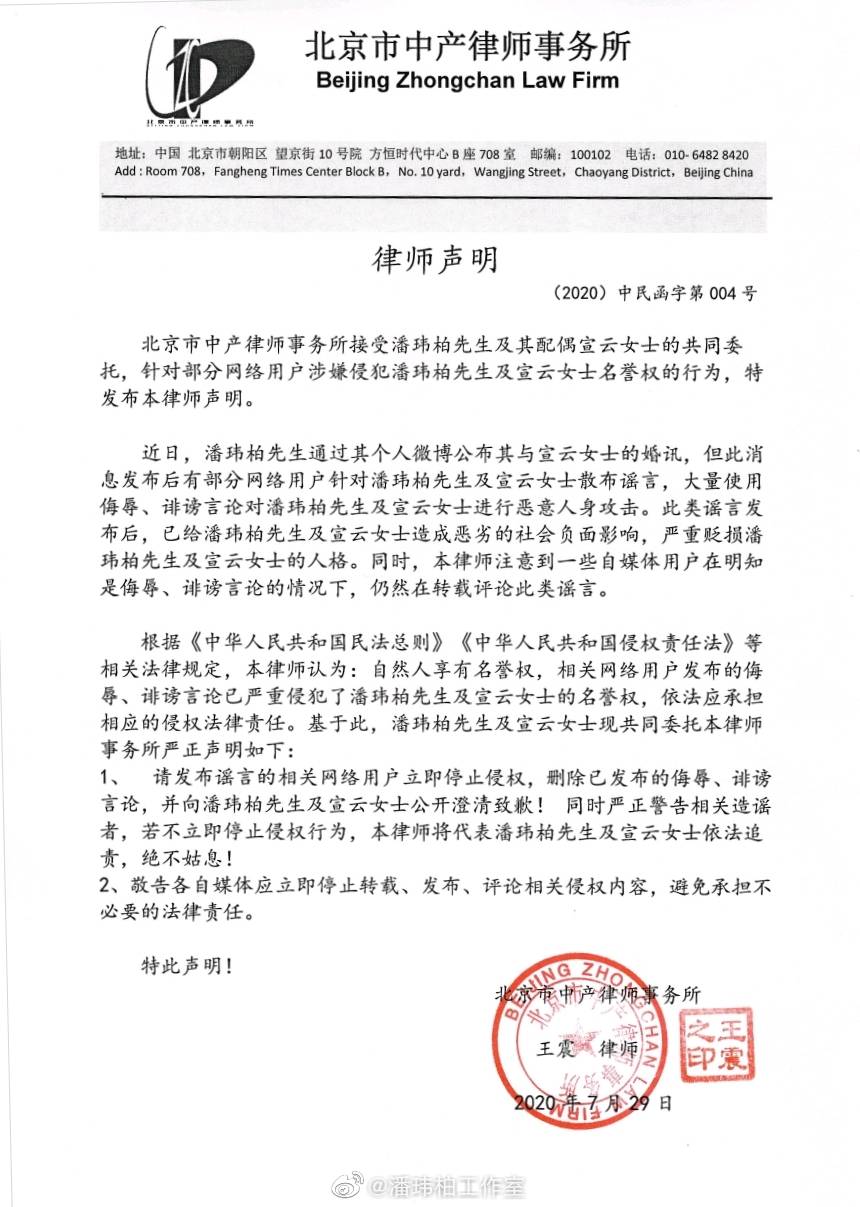 北京市中产律师事务所
Beijing Zhongchan Law Firm
北京市中产律师事务所
地址：中国 北京市朝阳区 望京街10号院 方恒时代中心B座708室 邮编：100102 电话：010- 6482 8420
Add : Room 708，Fangheng Times Center Block B，No. 10 yard，Wangjing Street，Chaoyang District，Beijing China
律师声明
（2020）中民函字第004号
北京市中产律师事务所接受潘玮柏先生及其配偶宣云女士的共同委
托，针对部分网络用户涉嫌侵犯潘玮柏先生及宣云女士名誉权的行为，特
发布本律师声明。
近日，潘玮柏先生通过其个人微博公布其与宣云女士的婚讯，但此消
息发布后有部分网络用户针对潘玮柏先生及宣云女士散布谣言，大量使用
侮辱、诽谤言论对潘玮柏先生及宣云女士进行恶意人身攻击。此类谣言发
布后，已给潘玮柏先生及宣云女士造成恶劣的社会负面影响，严重贬损潘
玮柏先生及宣云女士的人格。同时，本律师注意到一些自媒体用户在明知
是侮辱、诽谤言论的情况下，仍然在转载评论此类谣言。
根据《中华人民共和国民法总则》《中华人民共和国侵权责任法》等
相关法律规定，本律师认为：自然人享有名誉权，相关网络用户发布的侮
辱、诽谤言论已严重侵犯了潘玮柏先生及宣云女士的名誉权，依法应承担
相应的侵权法律责任。基于此，潘玮柏先生及宣云女士现共同委托本律师
事务所严正声明如下：
1、 请发布谣言的相关网络用户立即停止侵权，删除已发布的侮辱、诽谤
言论，并向潘玮柏先生及宣云女士公开澄清致歉！ 同时严正警告相关造谣
者，若不立即停止侵权行为，本律师将代表潘玮柏先生及宣云女士依法追
责，绝不姑息！
2、敬告各自媒体应立即停止转载、发布、评论相关侵权内容，避免承担不
必要的法律责任。
特此声明！
北京市中产律师事务所
王震 律师
2020年7月29日
BEIJING ZHONGCHAN LAW FIRM
北京市中产律师事务所
王震之印
@潘玮柏工作室